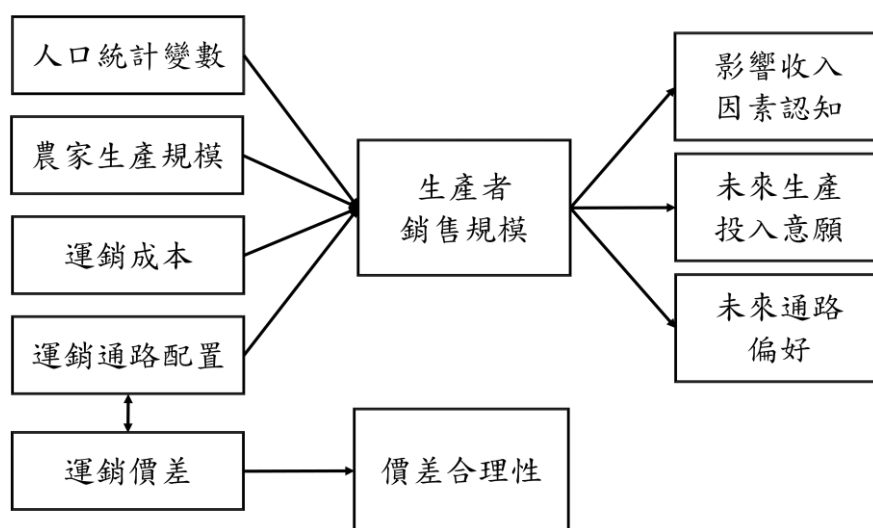 人口統計變數
農家生產規模
運銷成本
運銷通路配置
運銷價差
生產者
銷售規模
價差合理性
影響收入
因素認知
未來生產
投入意願
未來通路
偏好